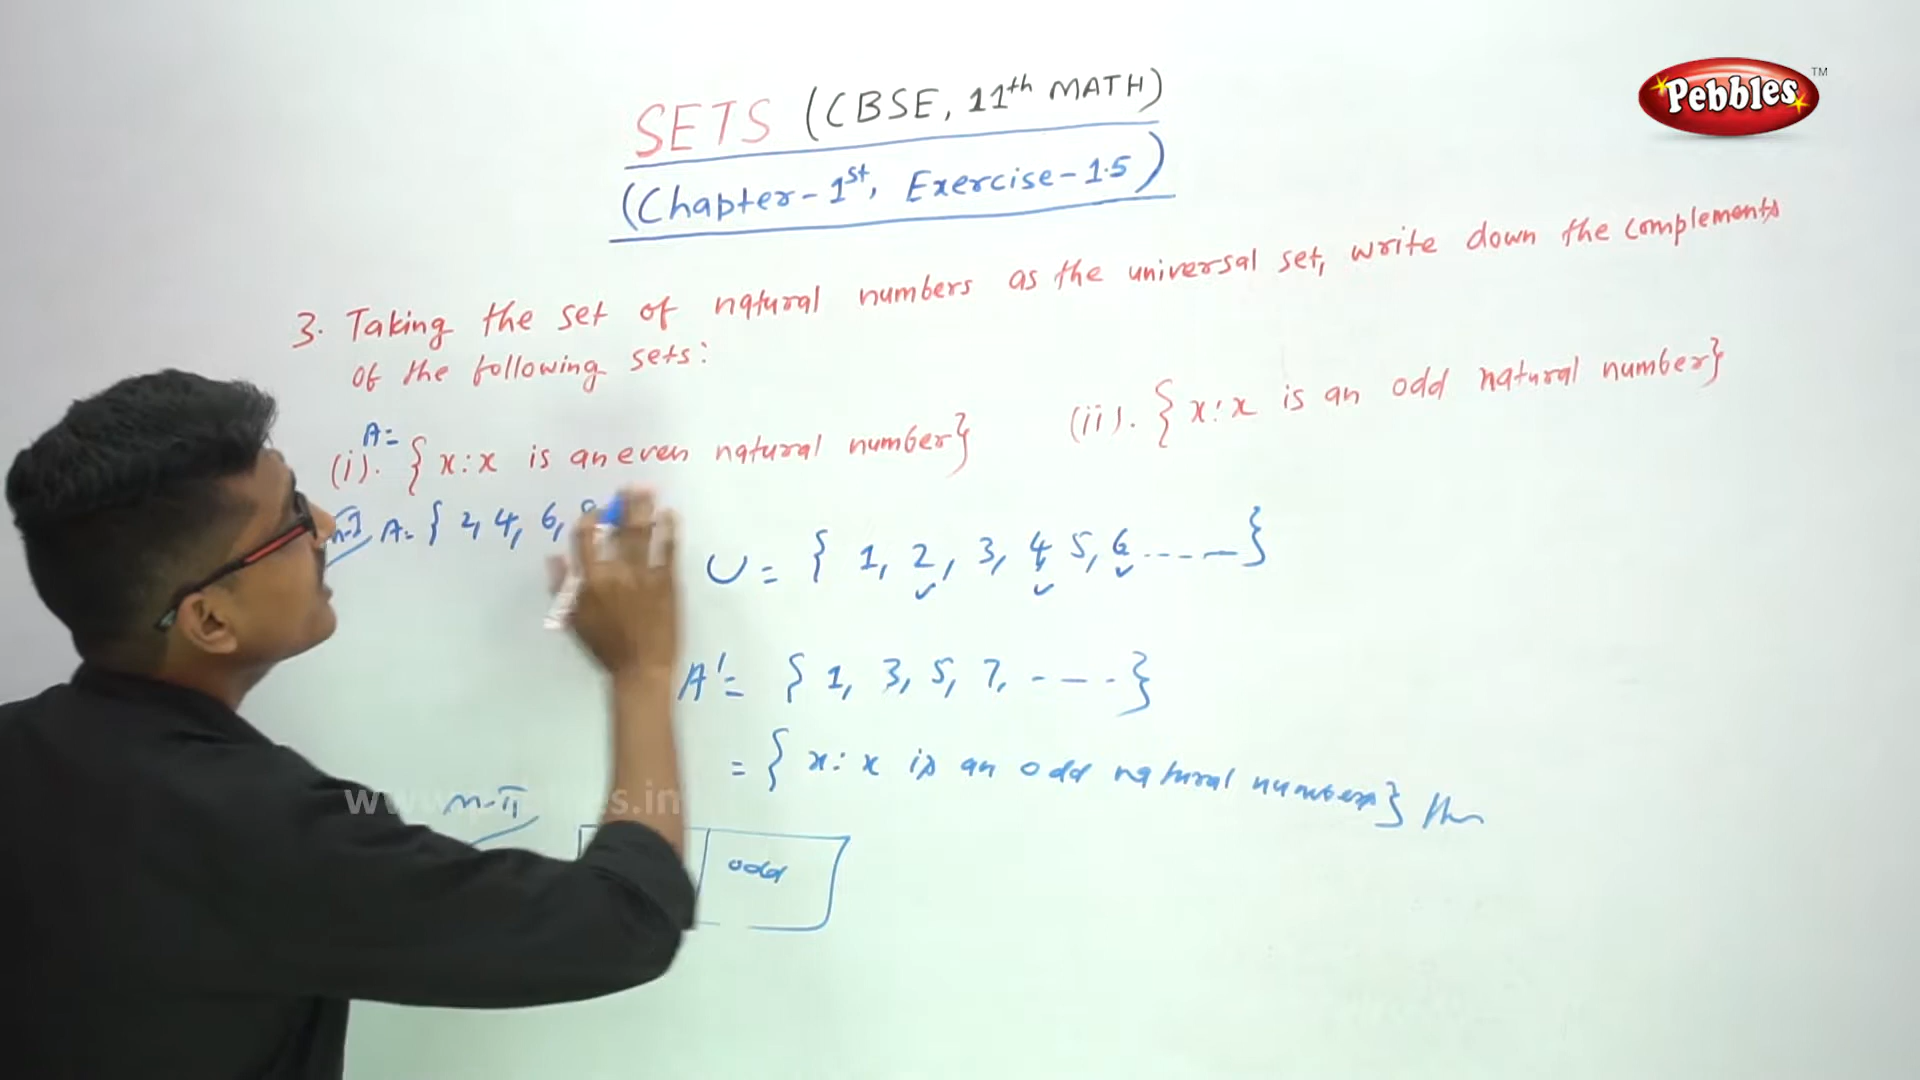 Pebbles TM
SETS (CBSE, 11th MATH)
(Chapter-1st, Exercise-1.5)
3. Taking the set of natural numbers as the universal set, write down the complements
of the following sets:
A=
(i). {x:x is an even natural number}
(ii). {x:x is an odd natural number}
A= { 2, 4, 6, 8
U = { 1, 2, 3, 4, 5, 6 ----- }
A'= { 1, 3, 5, 7, ---- }
= { x: x is an odd natural numbers}
m-II
odd